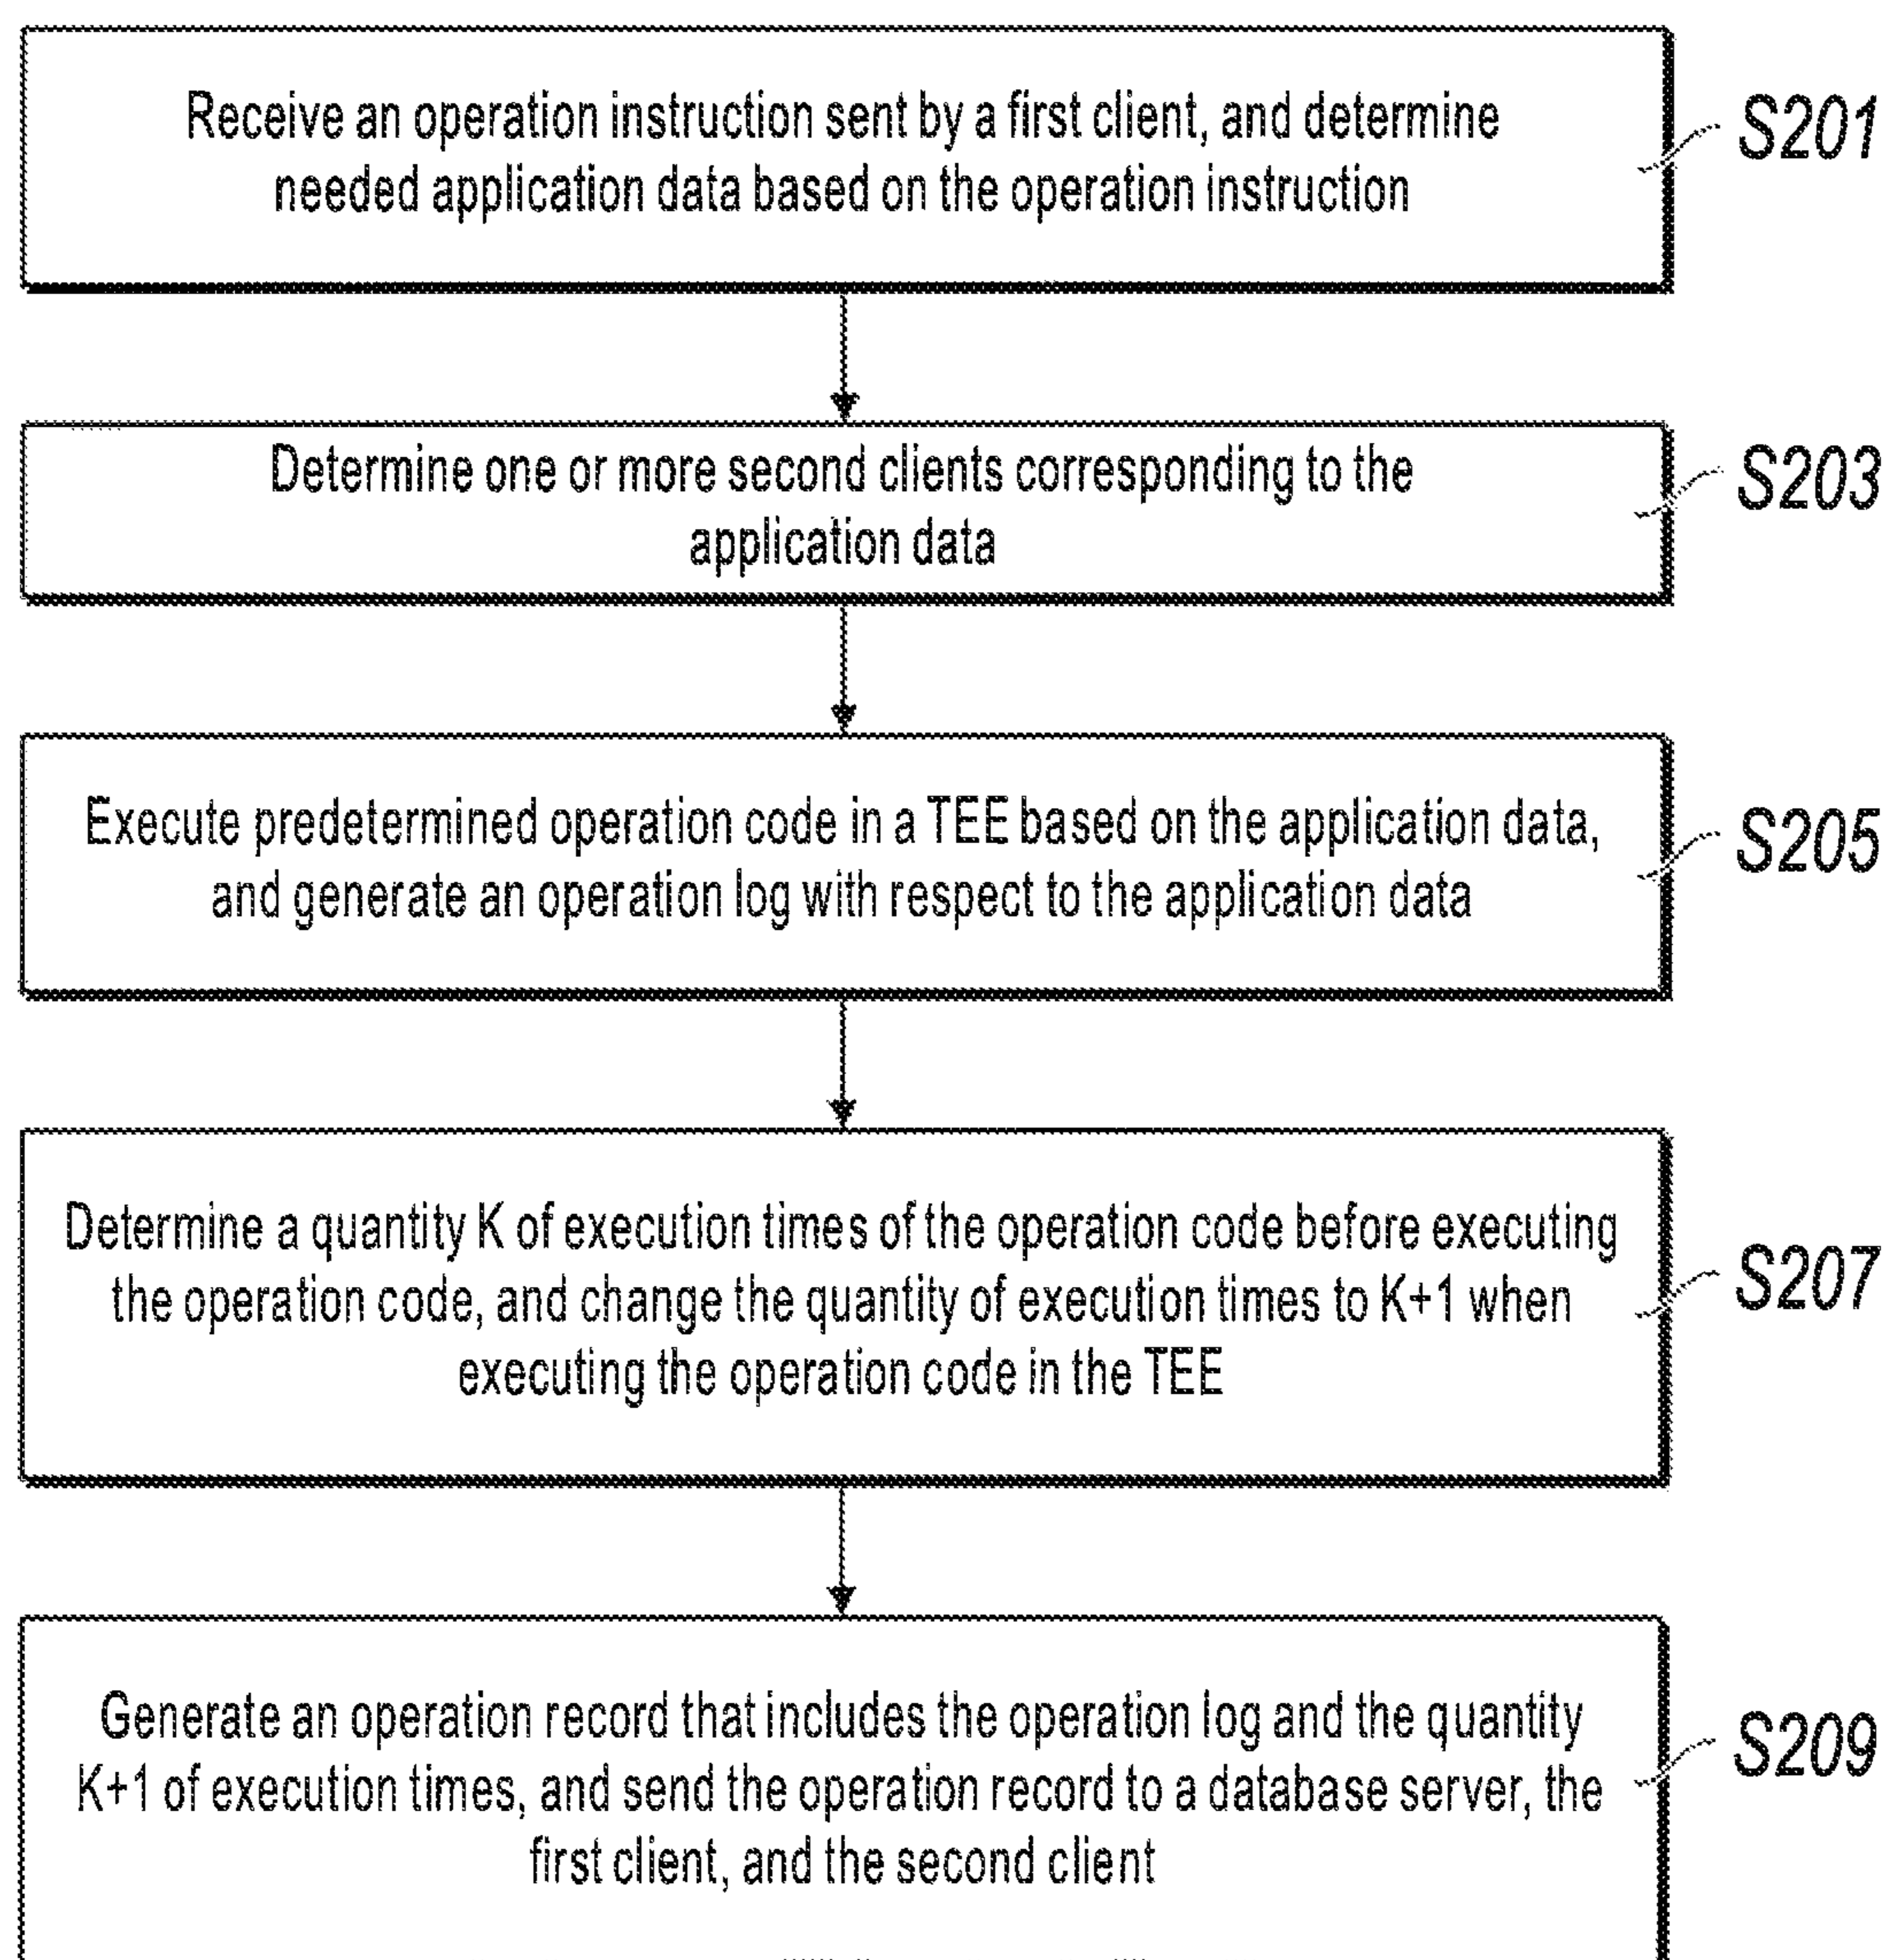 Receive an operation instruction sent by a first client, and determine
needed application data based on the operation instruction
S201
Determine one or more second clients corresponding to the
application data
S203
Execute predetermined operation code in a TEE based on the application data,
and generate an operation log with respect to the application data
S205
Determine a quantity K of execution times of the operation code before executing
the operation code, and change the quantity of execution times to K+1 when
executing the operation code in the TEE
S207
Generate an operation record that includes the operation log and the quantity
K+1 of execution times, and send the operation record to a database server, the
first client, and the second client
S209